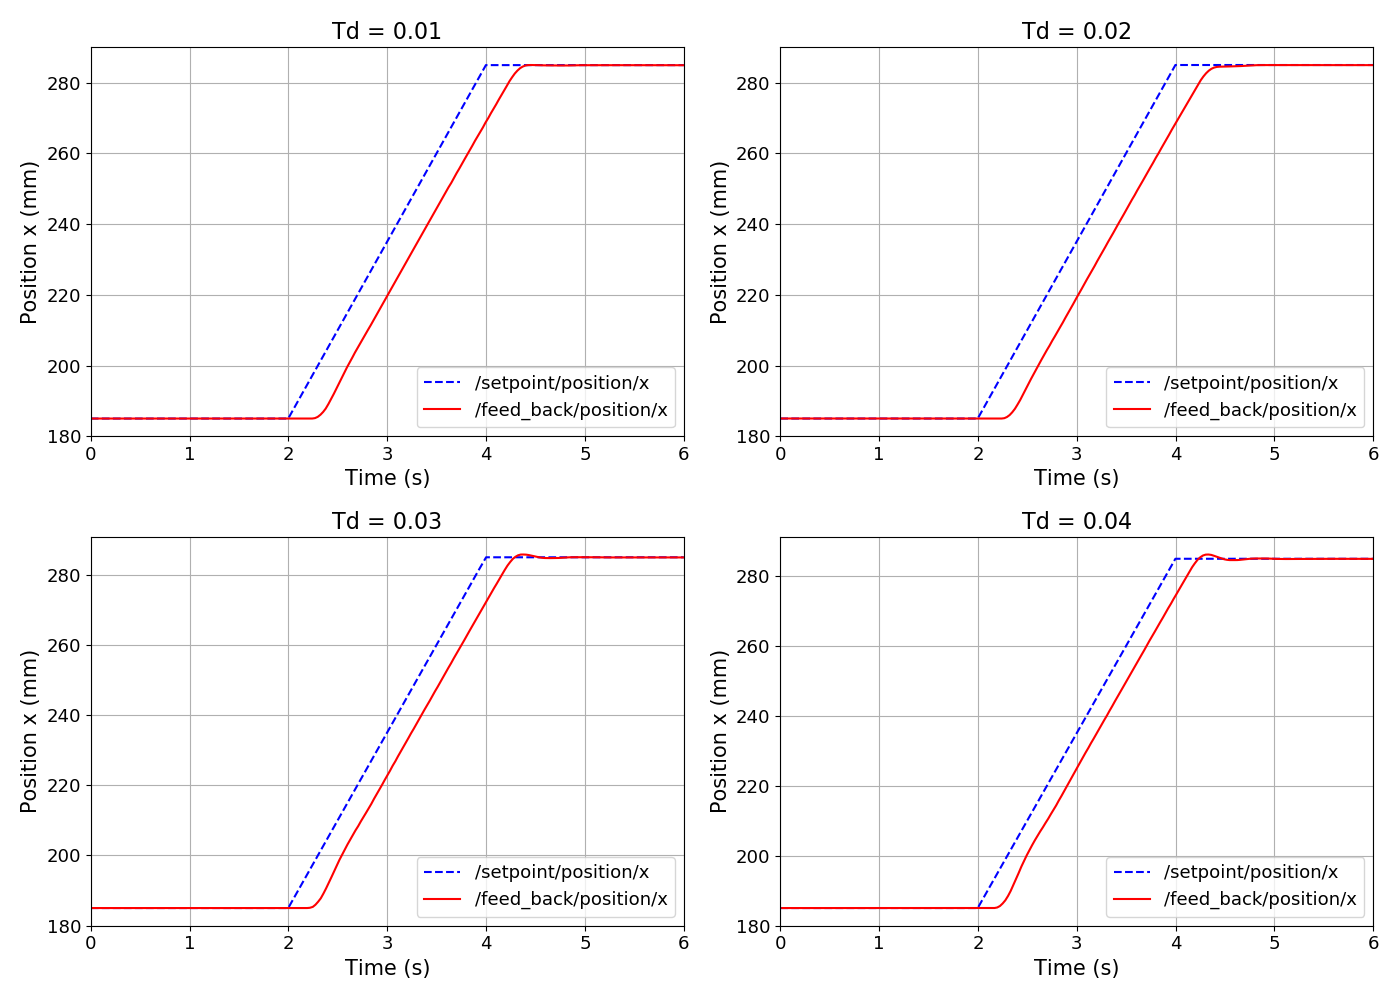 Td = 0.01
Position x (mm)
280
260
240
220
200
180
0 1 2 3 4 5 6
Time (s)
/setpoint/position/x
/feed_back/position/x
Td = 0.02
Position x (mm)
280
260
240
220
200
180
0 1 2 3 4 5 6
Time (s)
/setpoint/position/x
/feed_back/position/x
Td = 0.03
Position x (mm)
280
260
240
220
200
180
0 1 2 3 4 5 6
Time (s)
/setpoint/position/x
/feed_back/position/x
Td = 0.04
Position x (mm)
280
260
240
220
200
180
0 1 2 3 4 5 6
Time (s)
/setpoint/position/x
/feed_back/position/x